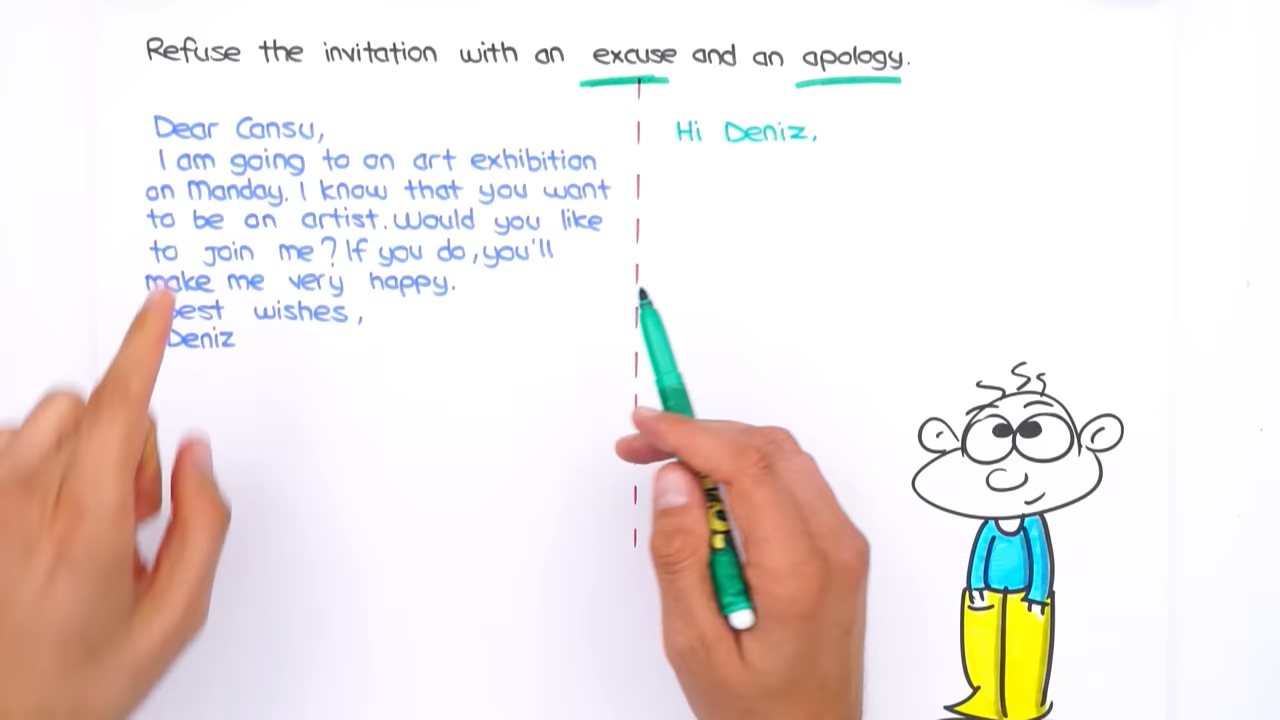 Refuse the invitation with an excuse and an apology.
Dear Cansu,
I am going to an art exhibition
on Manday. I know that you want
to be an artist. Would you like
to join me? If you do, you'll
make me very happy.
Best wishes,
Deniz
Hi Deniz,